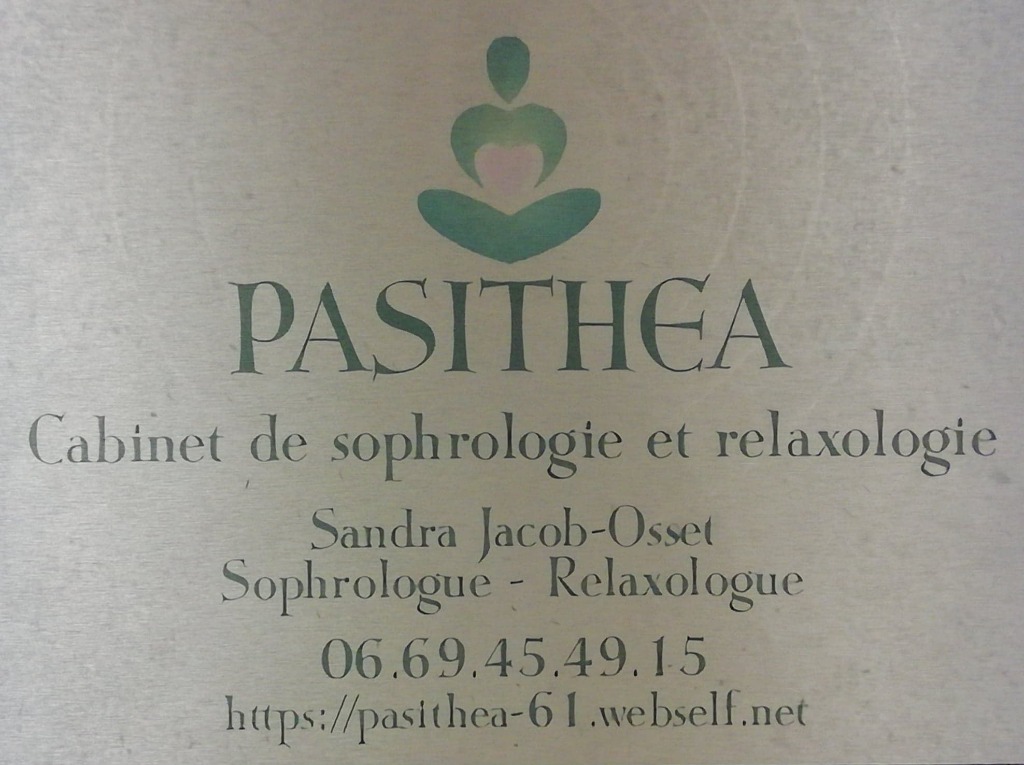 PASITHEA
Cabinet de sophrologie et relaxologie
Sandra Jacob-Osset
Sophrologue - Relaxologue
06.69.45.49.15
https://pasithea-61.webself.net